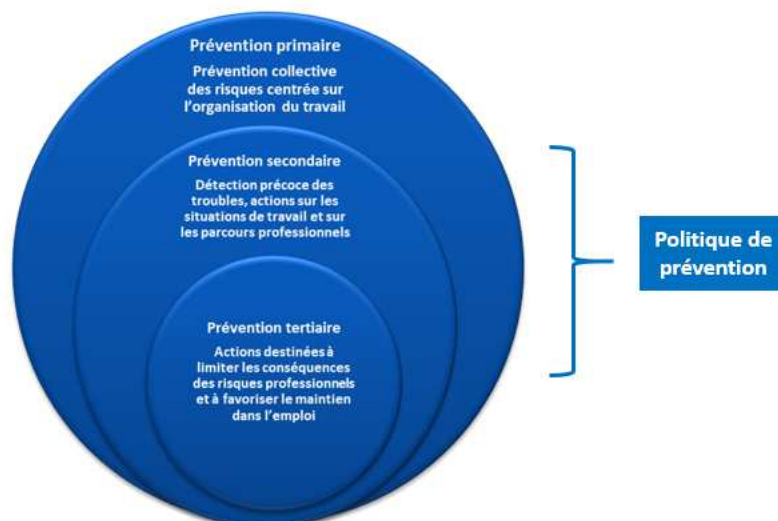 Prévention primaire
Prévention collective
des risques centrée sur
l'organisation du travail
Prévention secondaire
Détection précoce des
troubles, actions sur les
situations de travail et sur
les parcours professionnels
Prévention tertiaire
Actions destinées à
limiter les conséquences
des risques professionnels
et à favoriser le maintien
dans l'emploi
Politique de
prévention